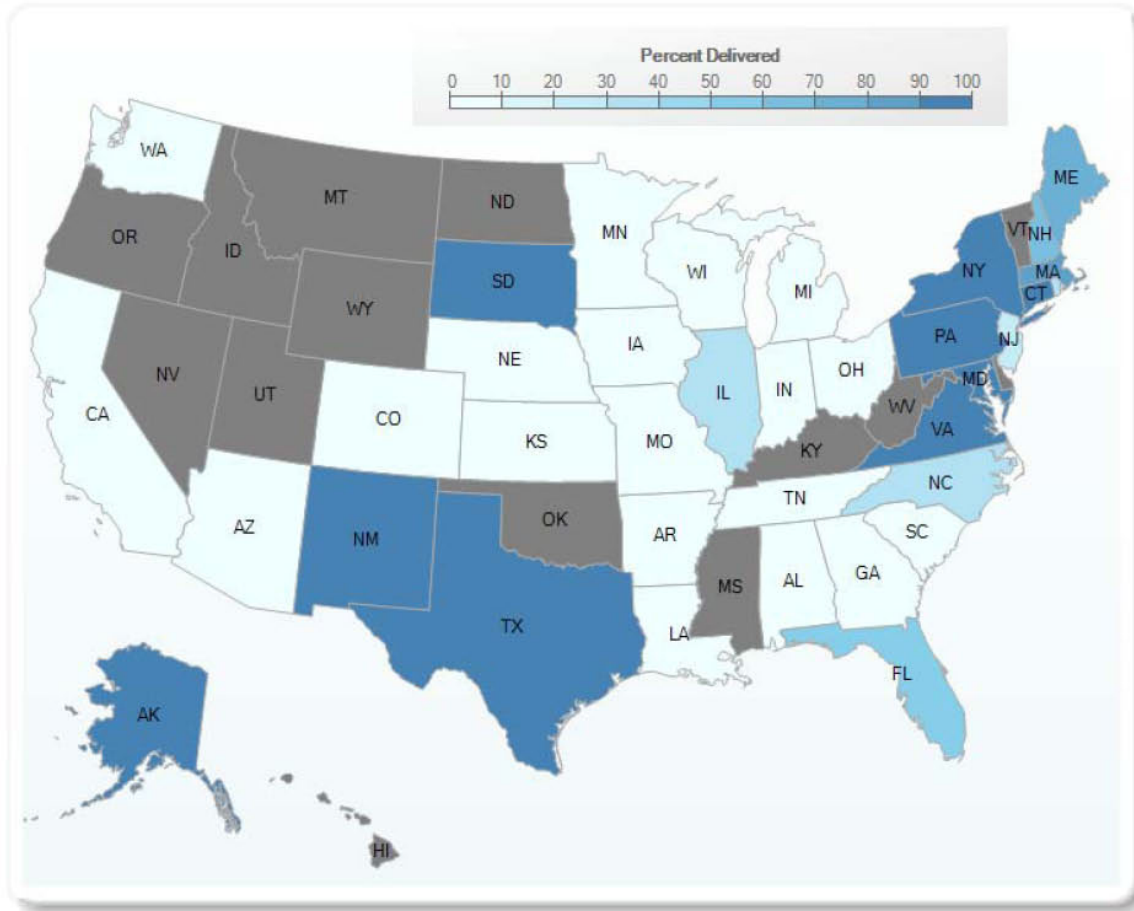 Percent Delivered
0 10 20 30 40 50 60 70 80 90 100
WA
ME
MT
ND
VT
NH
OR
MN
ID
SD
WI
NY
MA
WY
MI
CT
IA
PA
NJ
NE
NV
OH
UT
IL
IN
MD
CA
CO
WV
VA
KS
MO
KY
NC
TN
AZ
OK
NM
AR
SC
MS
AL
GA
TX
LA
FL
AK
HI